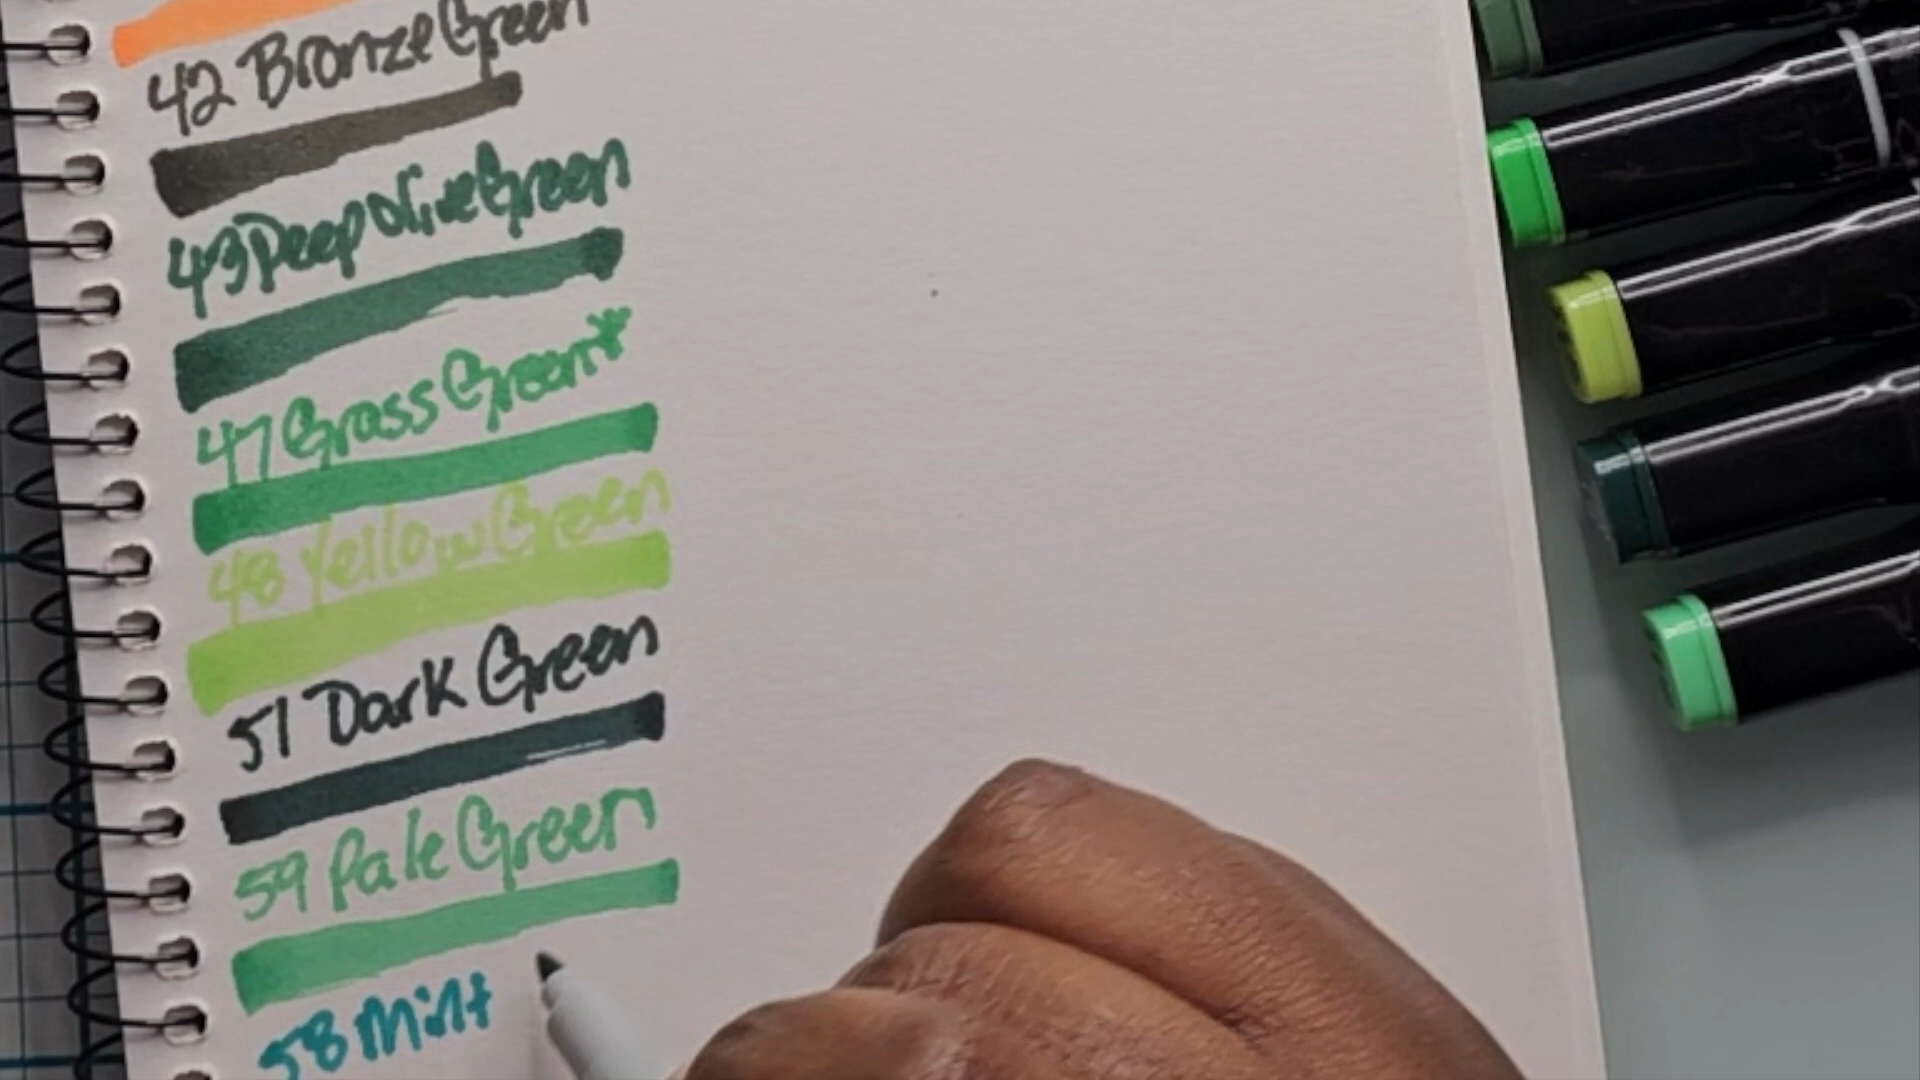 42 Bronze Green
43 Deep Olive Green
47 Grass Green*
48 Yellow Green
51 Dark Green
59 Pale Green
58 Mint